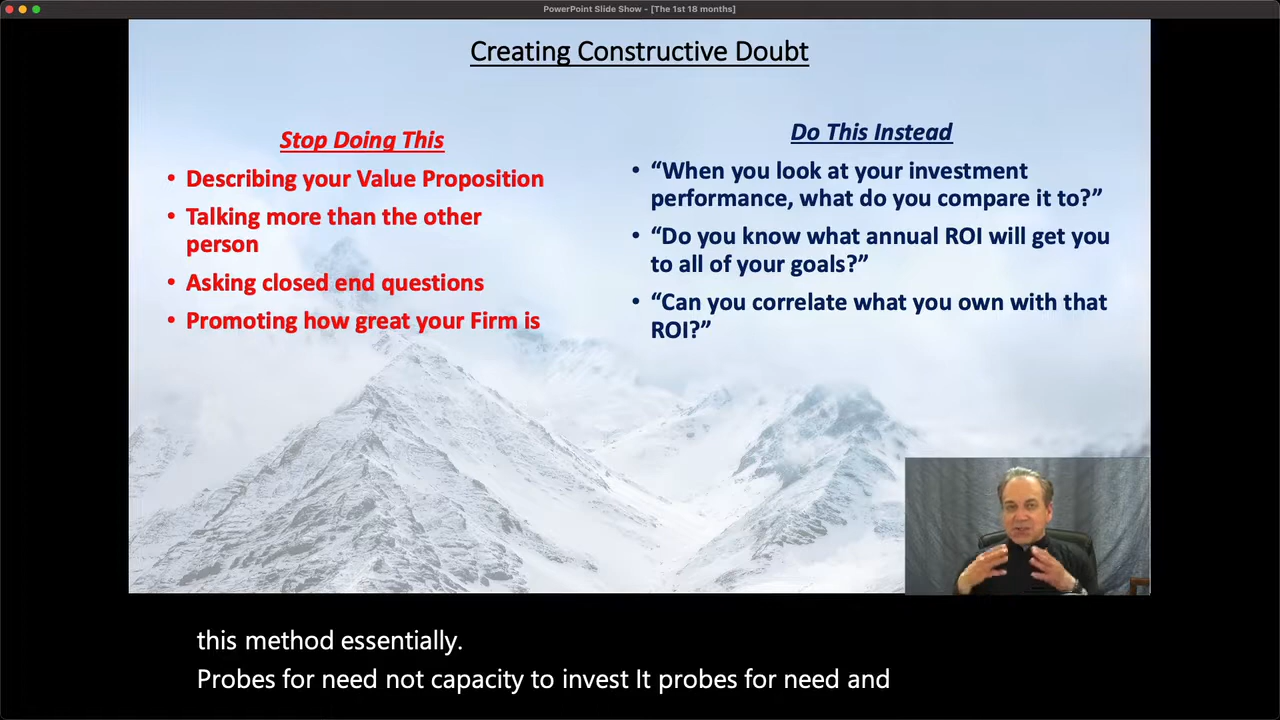 PowerPoint Slide Show - [The 1st 18 months]
Creating Constructive Doubt
Stop Doing This
• Describing your Value Proposition
• Talking more than the other
person
• Asking closed end questions
• Promoting how great your Firm is
Do This Instead
• “When you look at your investment
performance, what do you compare it to?”
• “Do you know what annual ROI will get you
to all of your goals?”
• “Can you correlate what you own with that
ROI?”
this method essentially.
Probes for need not capacity to invest It probes for need and